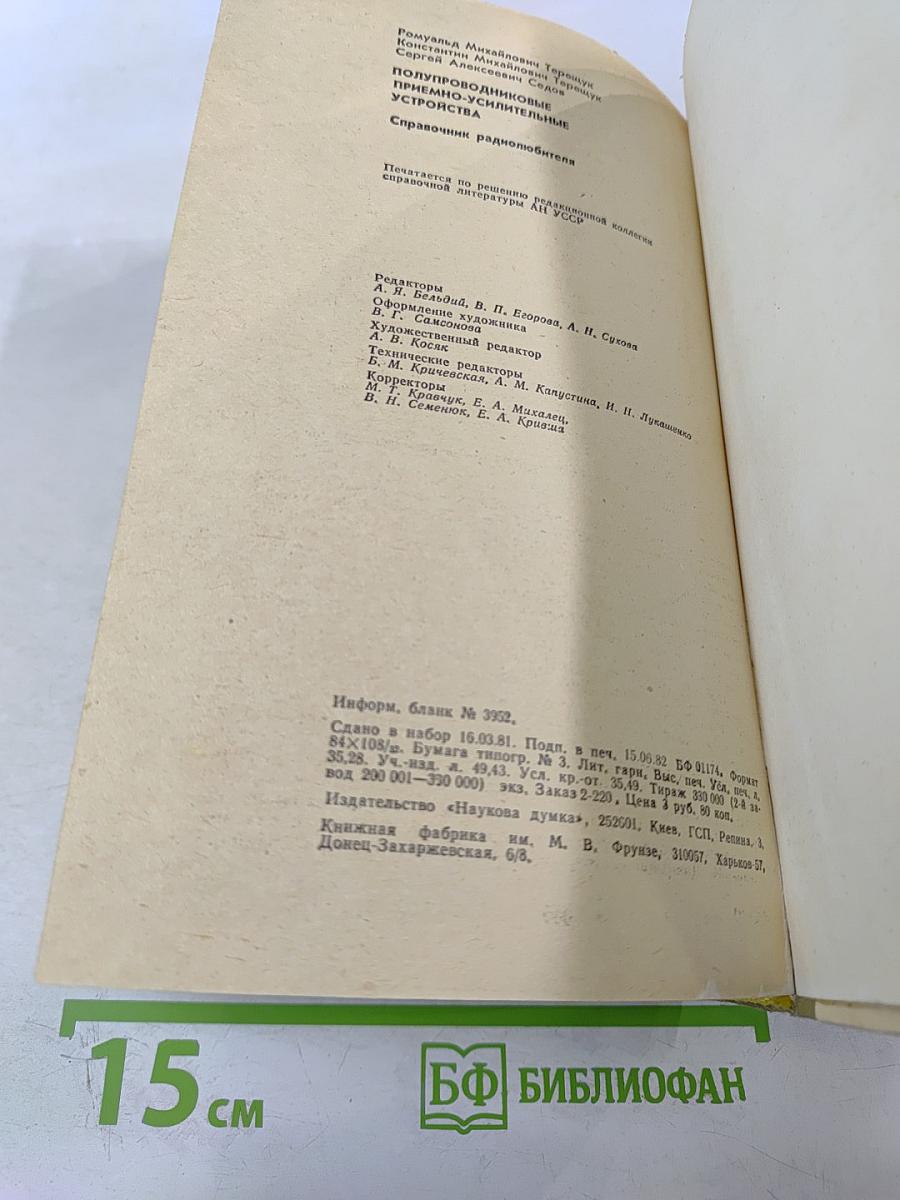 Ромуальд Михайлович Терещук
Константин Михайлович Терещук
Сергей Алексеевич Седов
ПОЛУПРОВОДНИКОВЫЕ
ПРИЕМНО-УСИЛИТЕЛЬНЫЕ
УСТРОЙСТВА
Справочник радиолюбителя
Печатается по решению редакционной коллегии
справочной литературы АН УССР
Редакторы
А. Я. Бельдий, В. П. Егорова, А. Н. Сухова
Оформление художника
В. Г. Самсонова
Художественный редактор
А. В. Косяк
Технические редакторы
Б. М. Кричевская, А. М. Капустина, И. Н. Лукашенко
Корректоры
М. Т. Кравчук, Е. А. Михалец,
В. Н. Семенюк, Е. А. Кривша
Информ. бланк № 3952.
Сдано в набор 16.03.81. Подп. в печ. 15.06.82 БФ 01174. Формат
84×108/32. Бумага типогр. № 3. Лит. гарн. Выс. печ. Усл. печ. л.
35,28. Уч.-изд. л. 49,43. Усл. кр.-от. 35,49. Тираж 330 000 (2-й за-
вод 200 001—330 000) экз. Заказ 2-220. Цена 3 руб. 80 коп.
Издательство «Наукова думка», 252601, Киев, ГСП, Репина, 3.
Книжная фабрика им. М. В. Фрунзе, 310057, Харьков-57,
Донец-Захаржевская, 6/8.
15 см
БФ БИБЛИОФАН